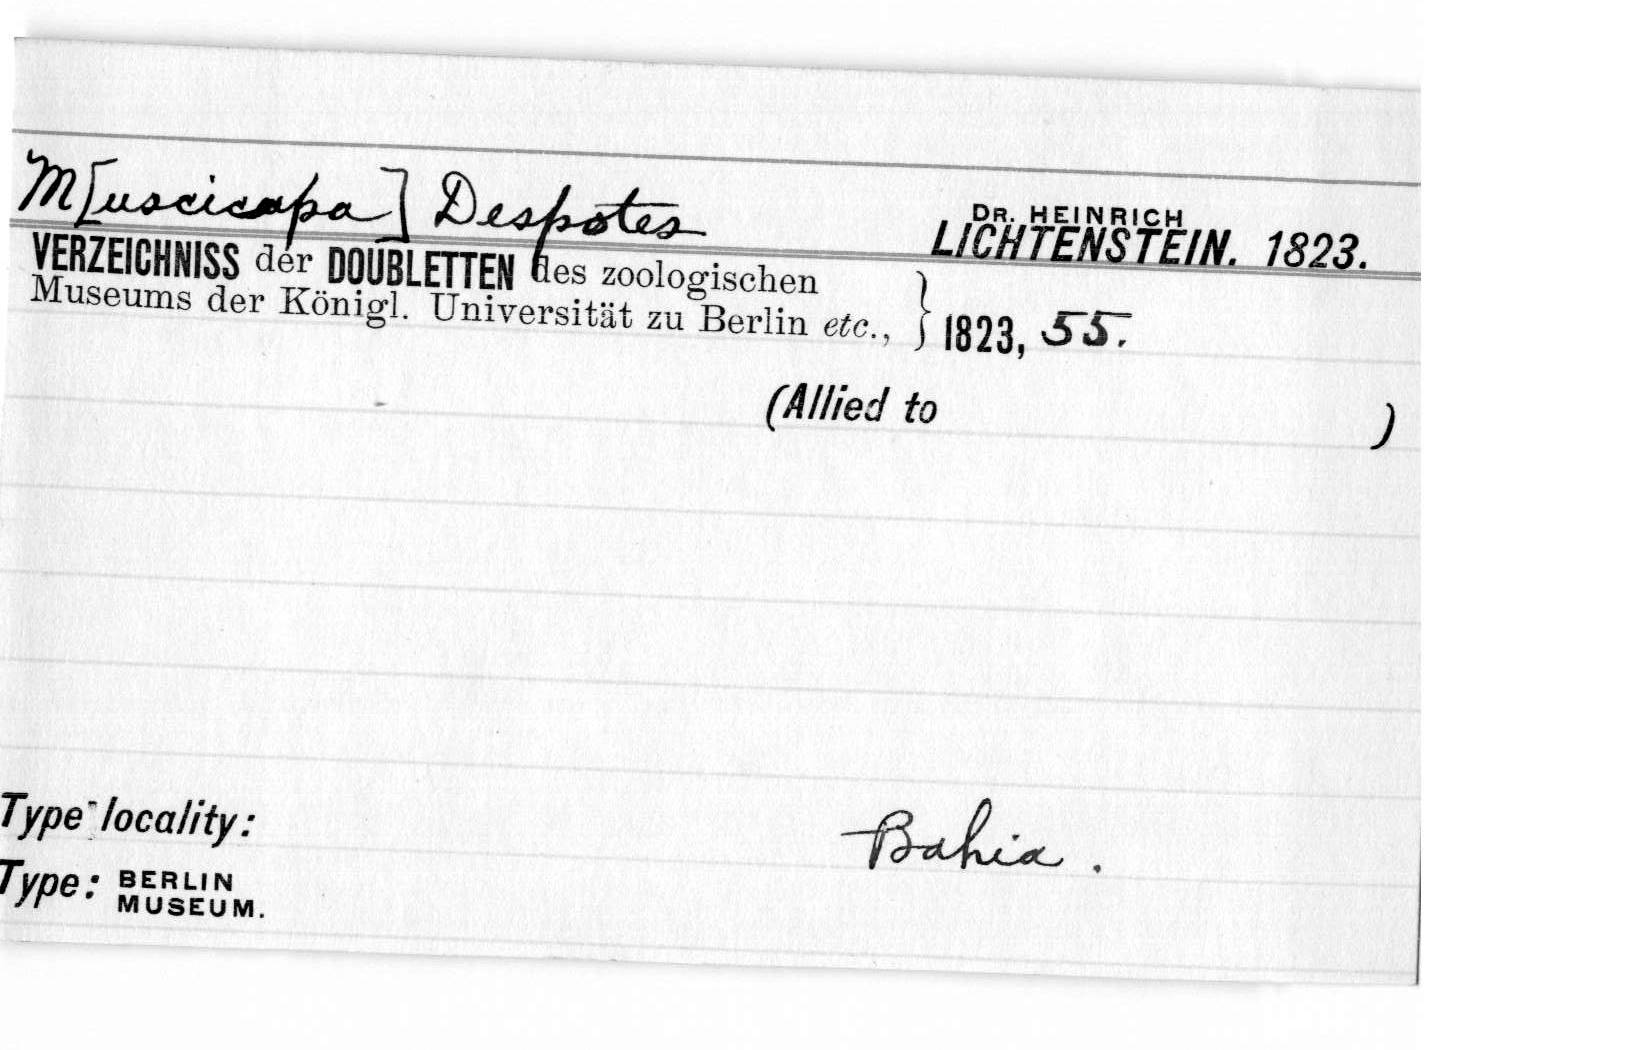 M[uscicapa] Despotes
DR. HEINRICH
LICHTENSTEIN. 1823.
VERZEICHNISS der DOUBLETTEN des zoologischen
Museums der Königl. Universität zu Berlin etc., } 1823, 55.
(Allied to )
Type locality: Bahia.
Type: BERLIN
MUSEUM.